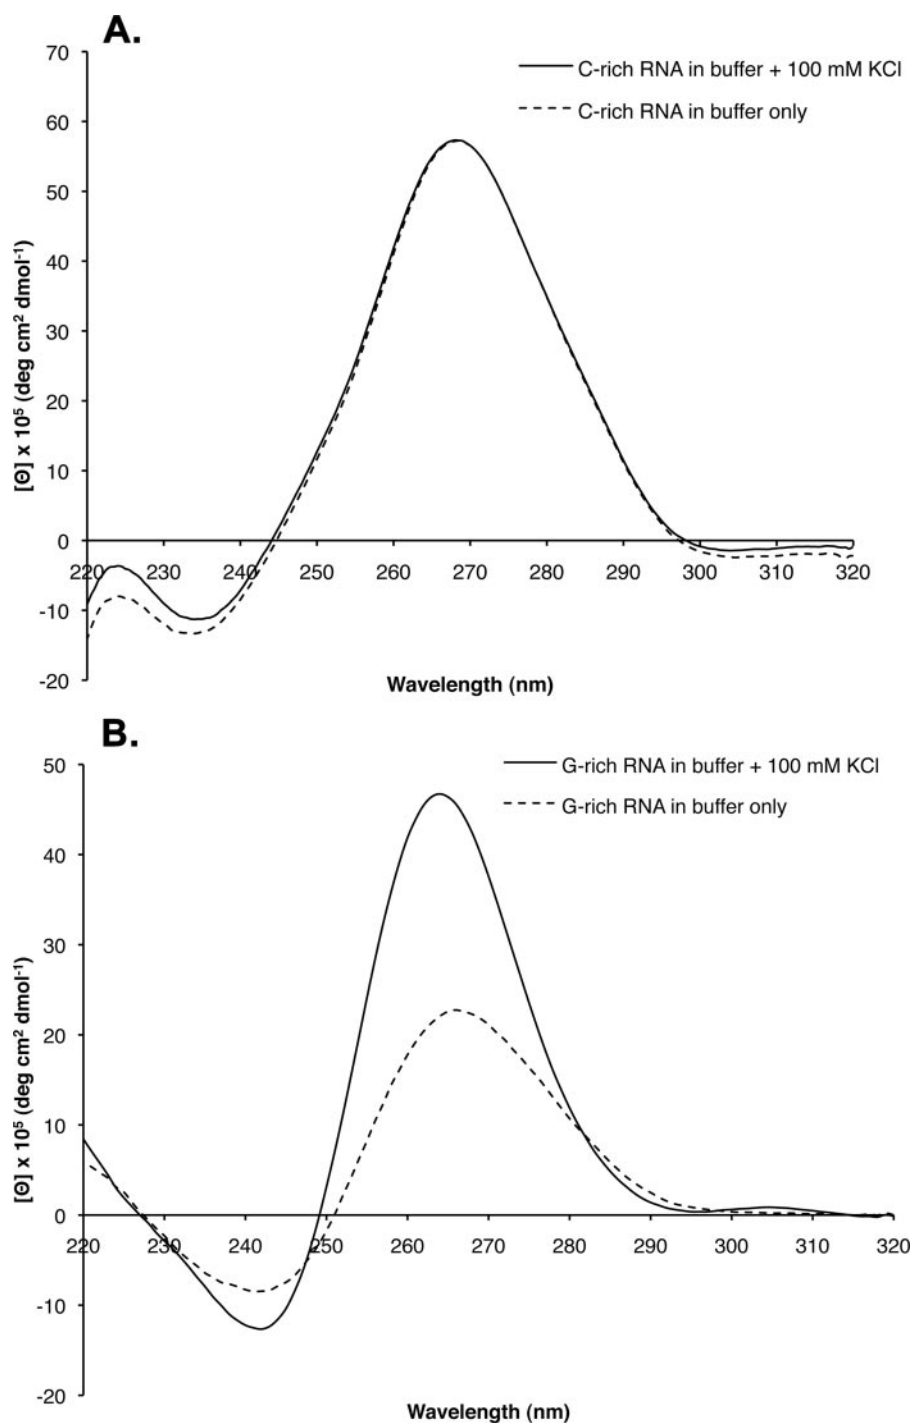 A.
C-rich RNA in buffer + 100 mM KCl
C-rich RNA in buffer only
70
60
50
40
30
20
10
0
-10
-20
[Θ] x 10⁵ (deg cm² dmol⁻¹)
220 230 240 250 260 270 280 290 300 310 320
Wavelength (nm)
B.
G-rich RNA in buffer + 100 mM KCl
G-rich RNA in buffer only
50
40
30
20
10
0
-10
-20
[Θ] x 10⁵ (deg cm² dmol⁻¹)
220 230 240 250 260 270 280 290 300 310 320
Wavelength (nm)